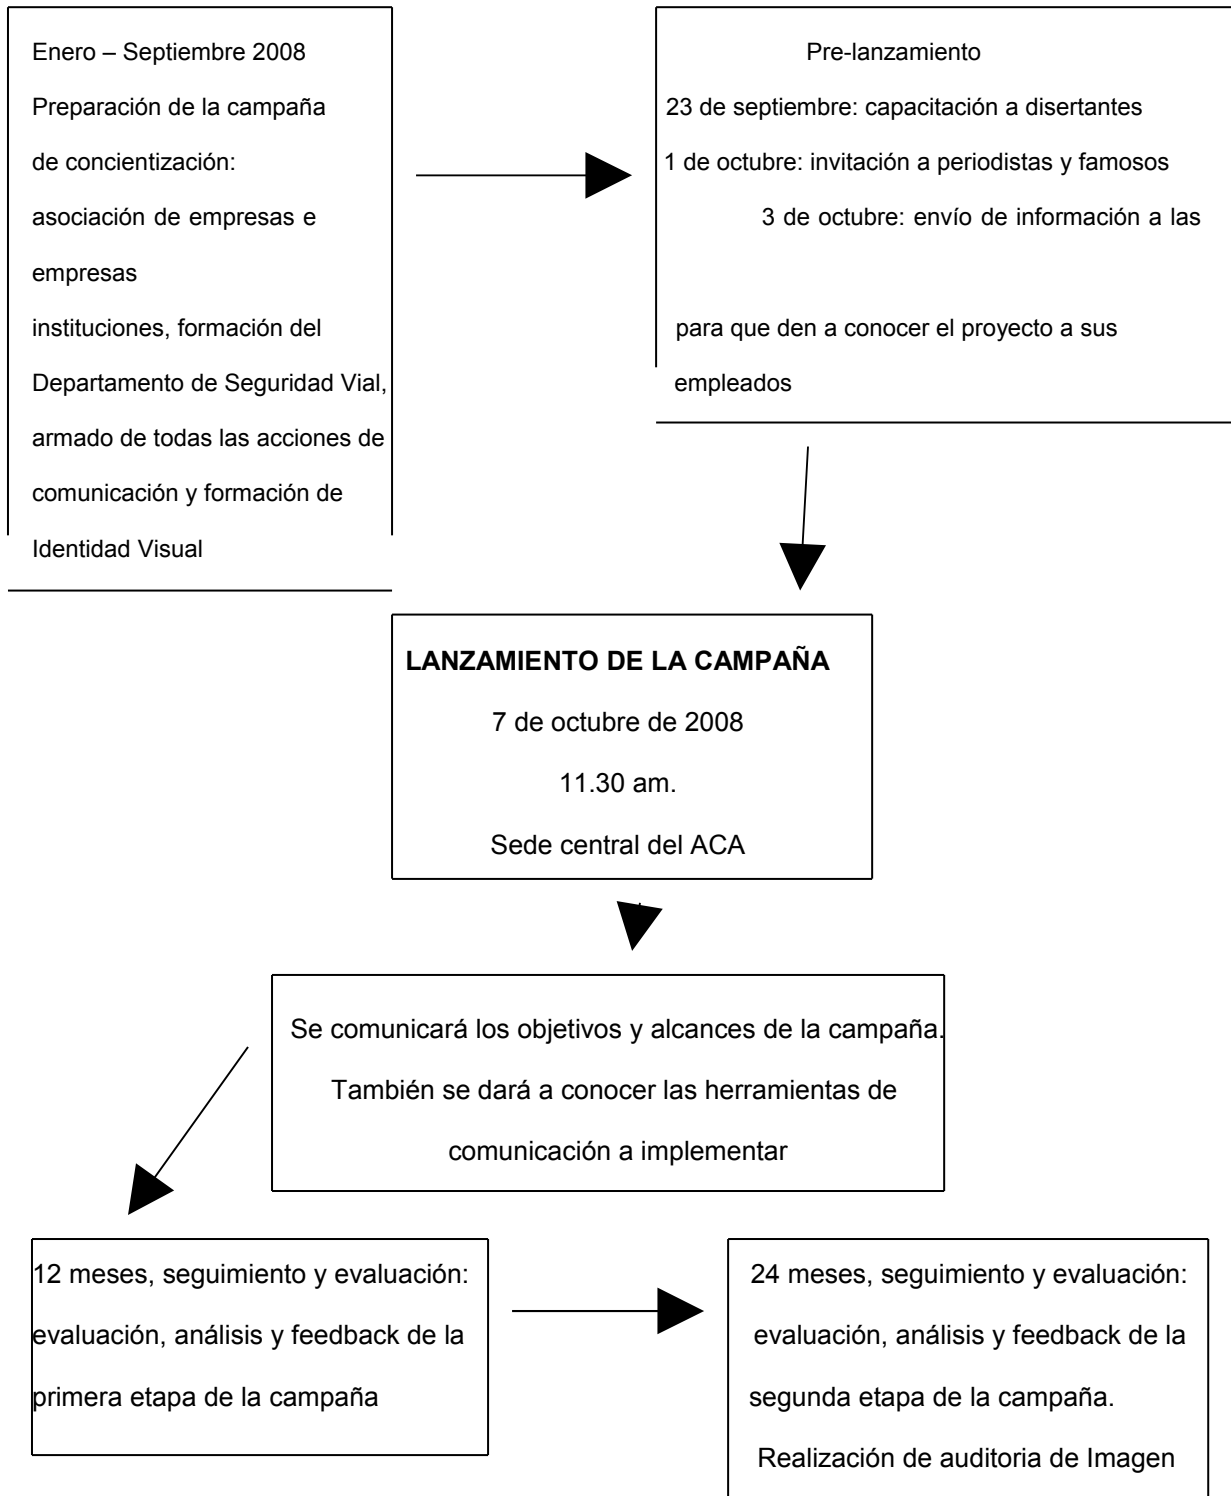 Enero – Septiembre 2008
Preparación de la campaña
de concientización:
asociación de empresas e
empresas
instituciones, formación del
Departamento de Seguridad Vial,
armado de todas las acciones de
comunicación y formación de
Identidad Visual
Pre-lanzamiento
23 de septiembre: capacitación a disertantes
1 de octubre: invitación a periodistas y famosos
3 de octubre: envío de información a las
para que den a conocer el proyecto a sus
empleados
LANZAMIENTO DE LA CAMPAÑA
7 de octubre de 2008
11.30 am.
Sede central del ACA
Se comunicará los objetivos y alcances de la campaña.
También se dará a conocer las herramientas de
comunicación a implementar
12 meses, seguimiento y evaluación:
evaluación, análisis y feedback de la
primera etapa de la campaña
24 meses, seguimiento y evaluación:
evaluación, análisis y feedback de la
segunda etapa de la campaña.
Realización de auditoria de Imagen